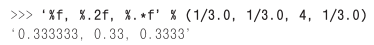 >>> '%f, %.2f, %.*f' % (1/3.0, 1/3.0, 4, 1/3.0)
'0.333333, 0.33, 0.3333'